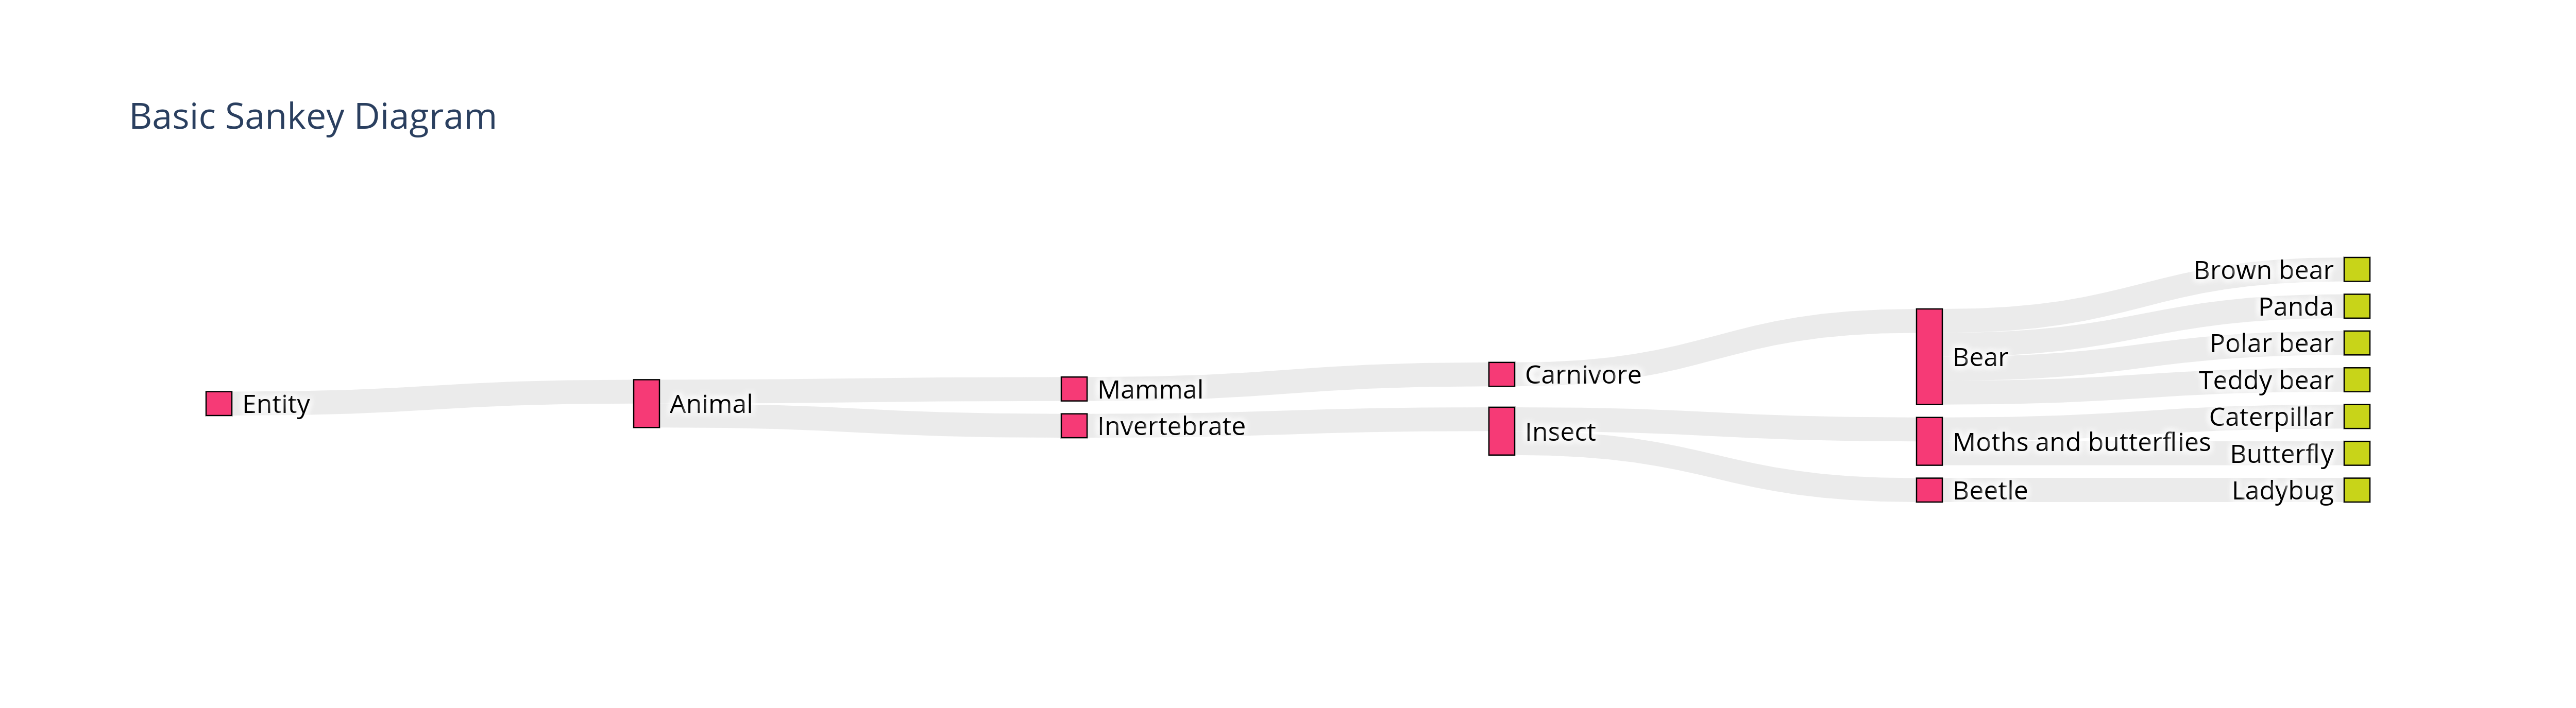 Basic Sankey Diagram
Entity
Animal
Mammal
Invertebrate
Carnivore
Insect
Bear
Moths and butterflies
Beetle
Brown bear
Panda
Polar bear
Teddy bear
Caterpillar
Butterfly
Ladybug